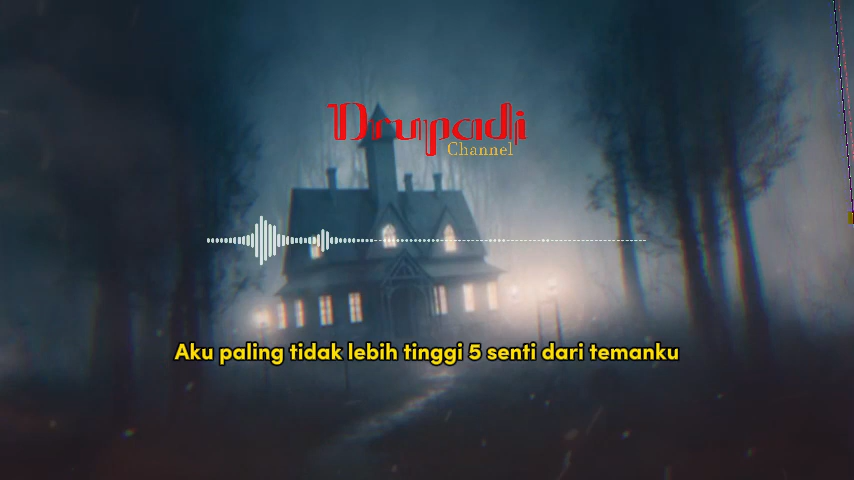 Drupadi
Channel
Aku paling tidak lebih tinggi 5 senti dari temanku